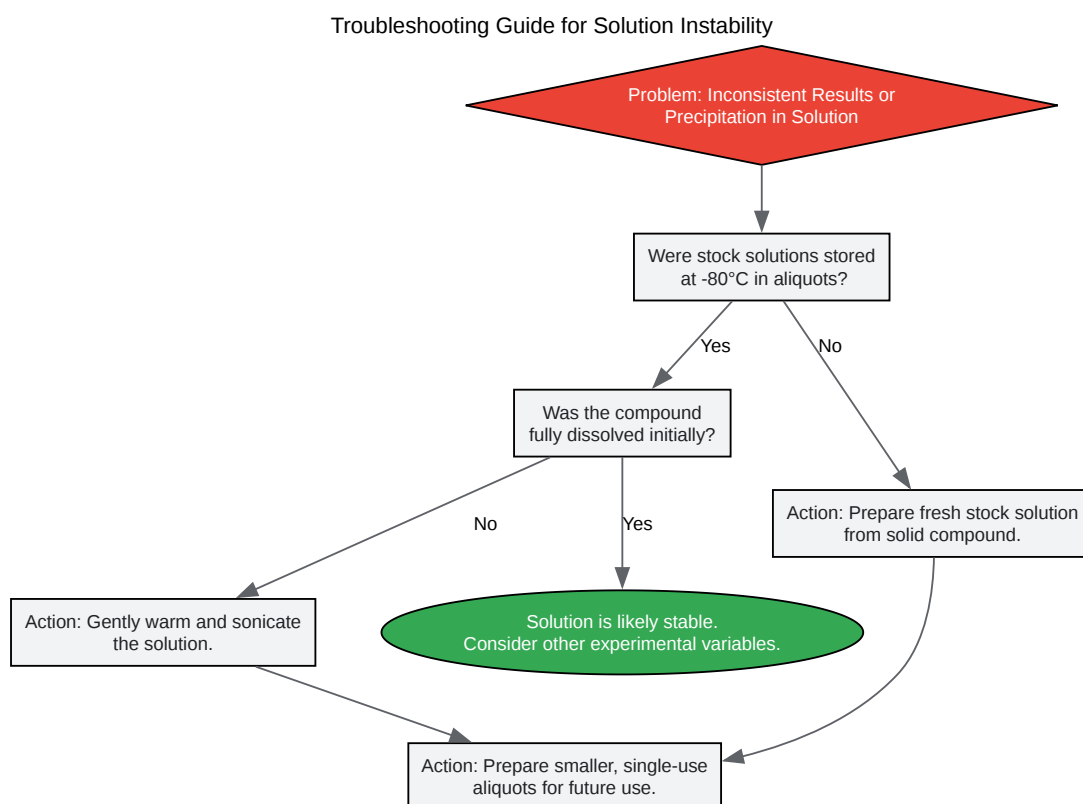 Troubleshooting Guide for Solution Instability
Problem: Inconsistent Results or
Precipitation in Solution
Were stock solutions stored
at -80°C in aliquots?
Yes
No
Was the compound
fully dissolved initially?
No
Yes
Action: Prepare fresh stock solution
from solid compound.
Action: Gently warm and sonicate
the solution.
Solution is likely stable.
Consider other experimental variables.
Action: Prepare smaller, single-use
aliquots for future use.